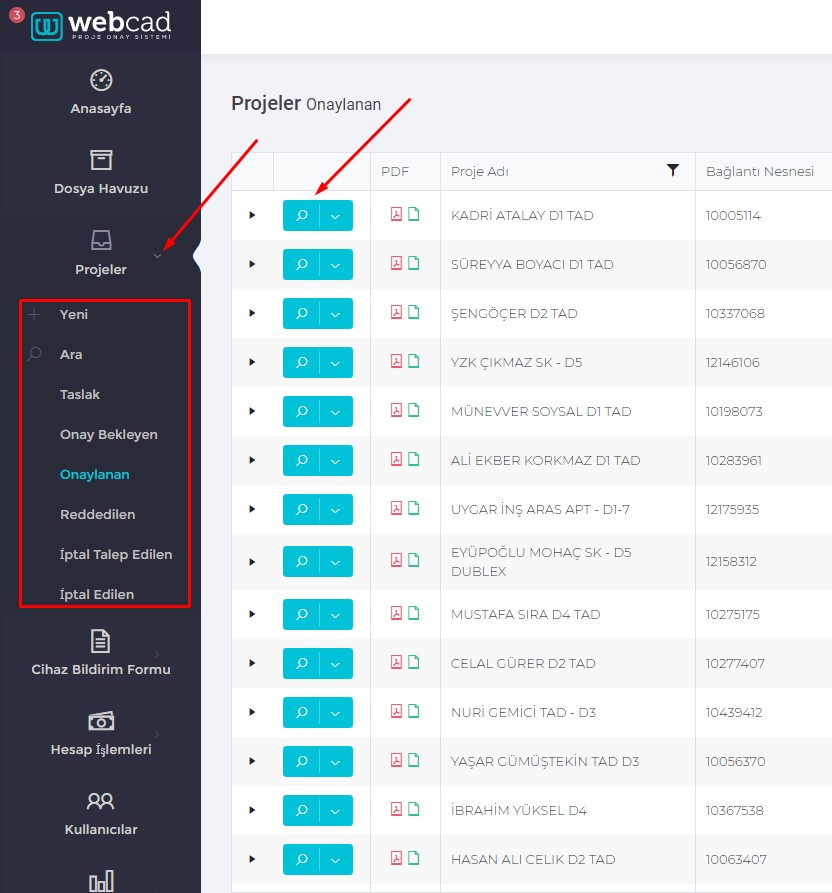 3
webcad
PROJE ONAY SİSTEMİ
Anasayfa
Dosya Havuzu
Projeler
Yeni
Ara
Taslak
Onay Bekleyen
Onaylanan
Reddedilen
İptal Talep Edilen
İptal Edilen
Cihaz Bildirim Formu
Hesap İşlemleri
Kullanıcılar
Projeler Onaylanan
PDF Proje Adı Bağlantı Nesnesi
KADRİ ATALAY D1 TAD 10005114
SÜREYYA BOYACI D1 TAD 10056870
ŞENGÖÇER D2 TAD 10337068
YZK ÇIKMAZ SK - D5 12146106
MÜNEVVER SOYSAL D1 TAD 10198073
ALİ EKBER KORKMAZ D1 TAD 10283961
UYGAR İNŞ ARAS APT - D1-7 12175935
EYÜPOĞLU MOHAÇ SK - D5
DUBLEX 12158312
MUSTAFA SIRA D4 TAD 10275175
CELAL GÜRER D2 TAD 10277407
NURİ GEMİCİ TAD - D3 10439412
YAŞAR GÜMÜŞTEKİN TAD D3 10056370
İBRAHİM YÜKSEL D4 10367538
HASAN ALI CELIK D2 TAD 10063407